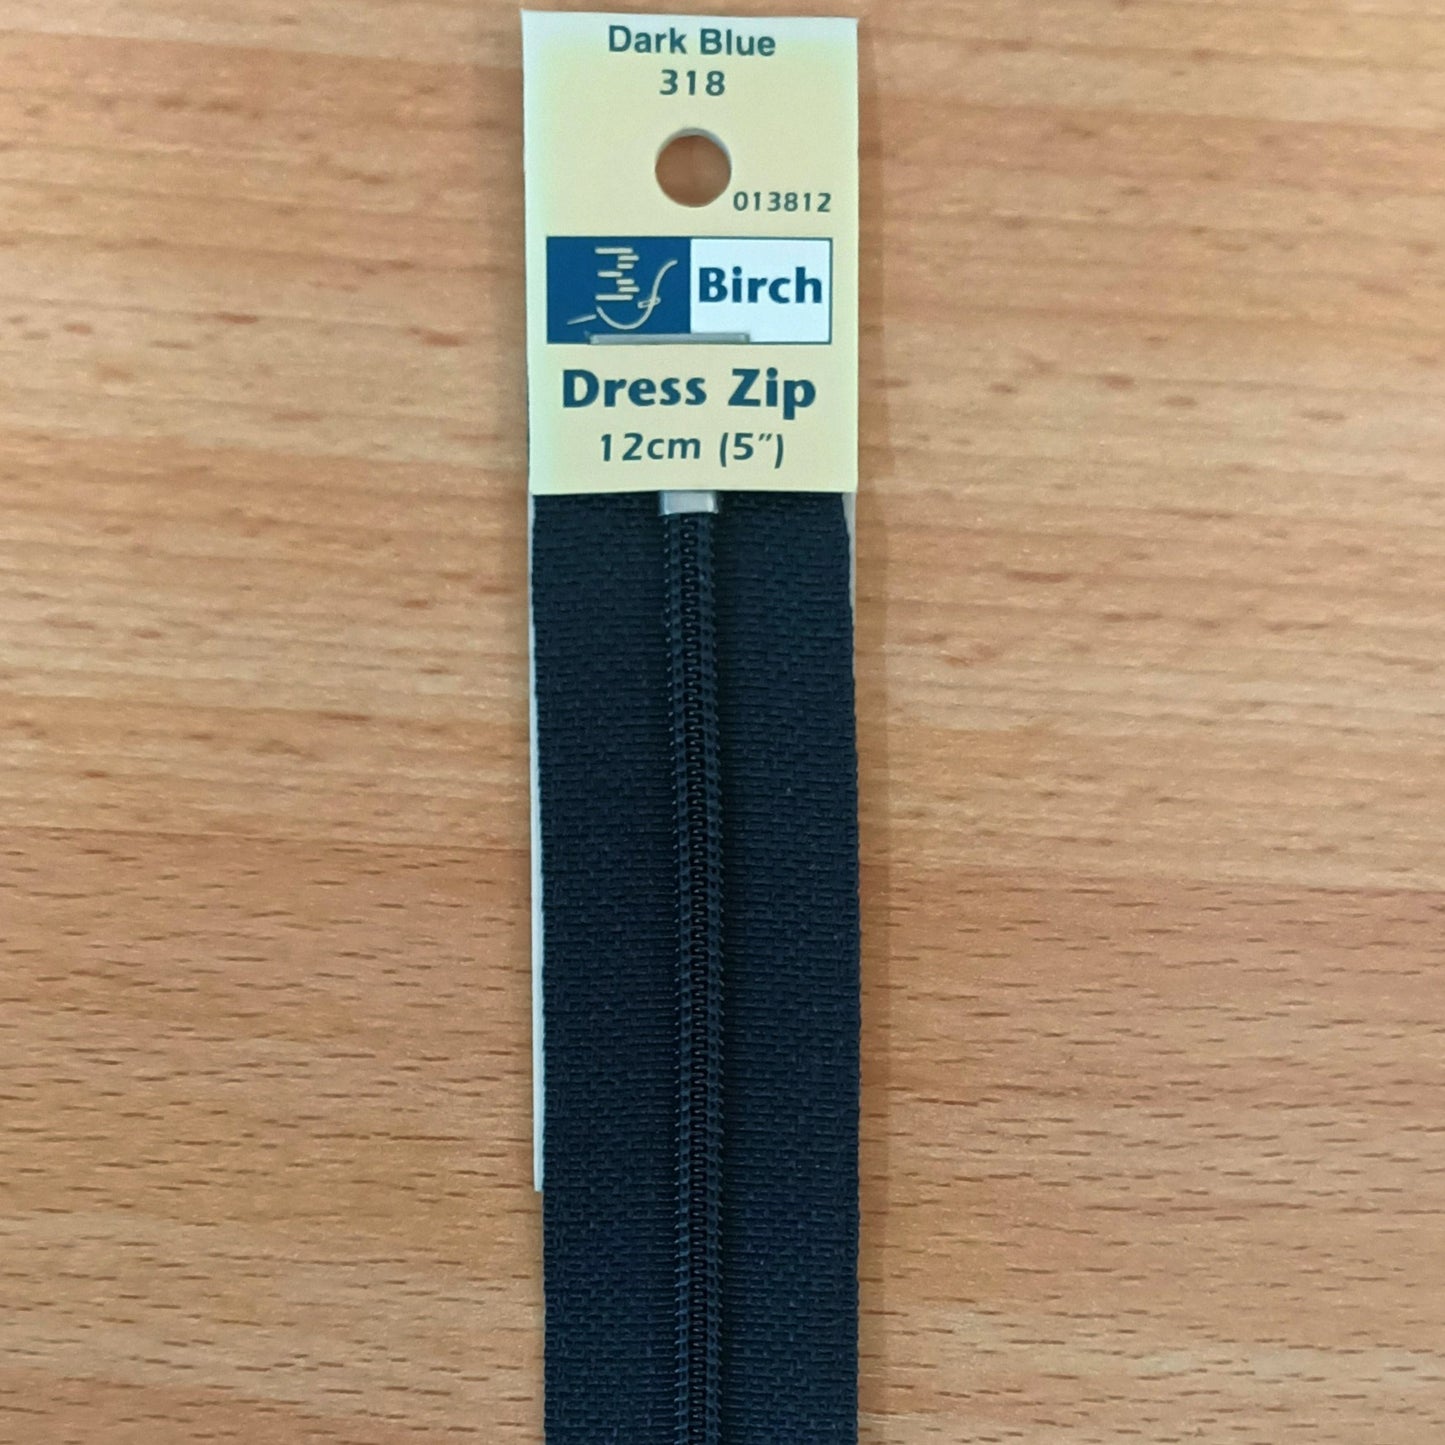 Dark Blue
318
013812
Birch
Dress Zip
12cm (5″)